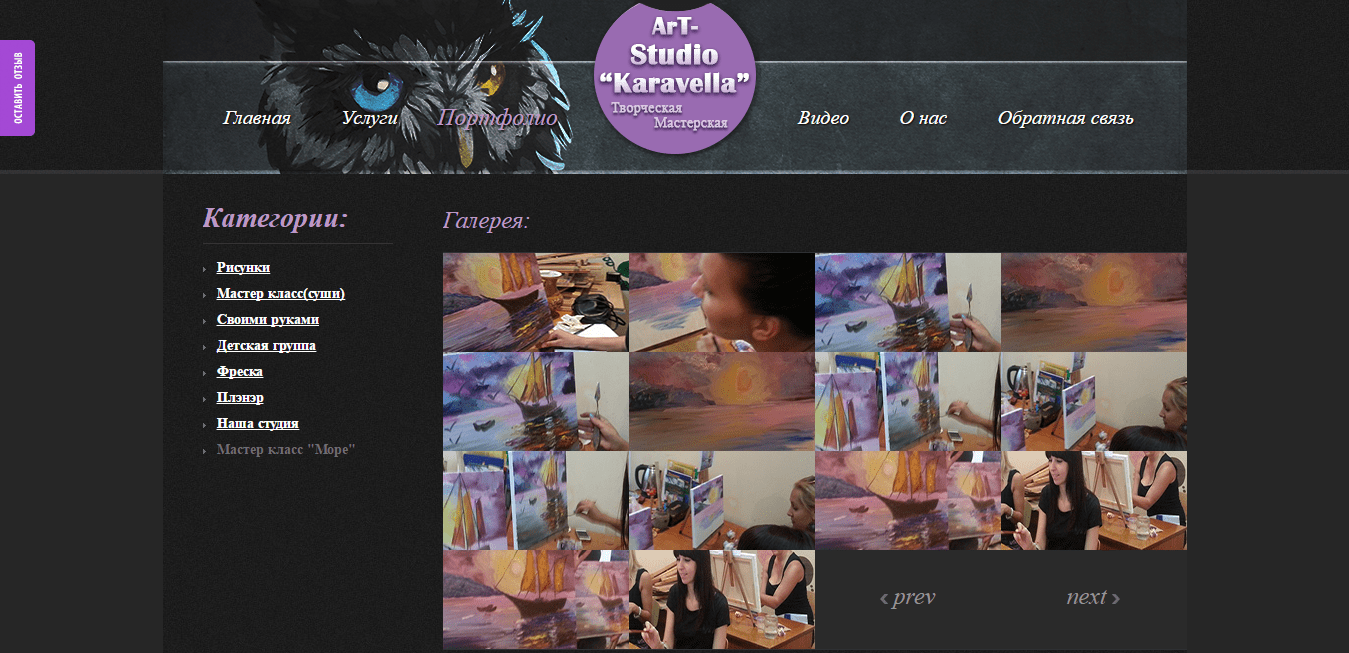 ОСТАВИТЬ ОТЗЫВ
ArT-
Studio
“Karavella”
Творческая
Мастерская
Главная
Услуги
Портфолио
Видео
О нас
Обратная связь
Категории:
Рисунки
Мастер класс(суши)
Своими руками
Детская группа
Фреска
Плэнэр
Наша студия
Мастер класс "Море"
Галерея:
prev
next